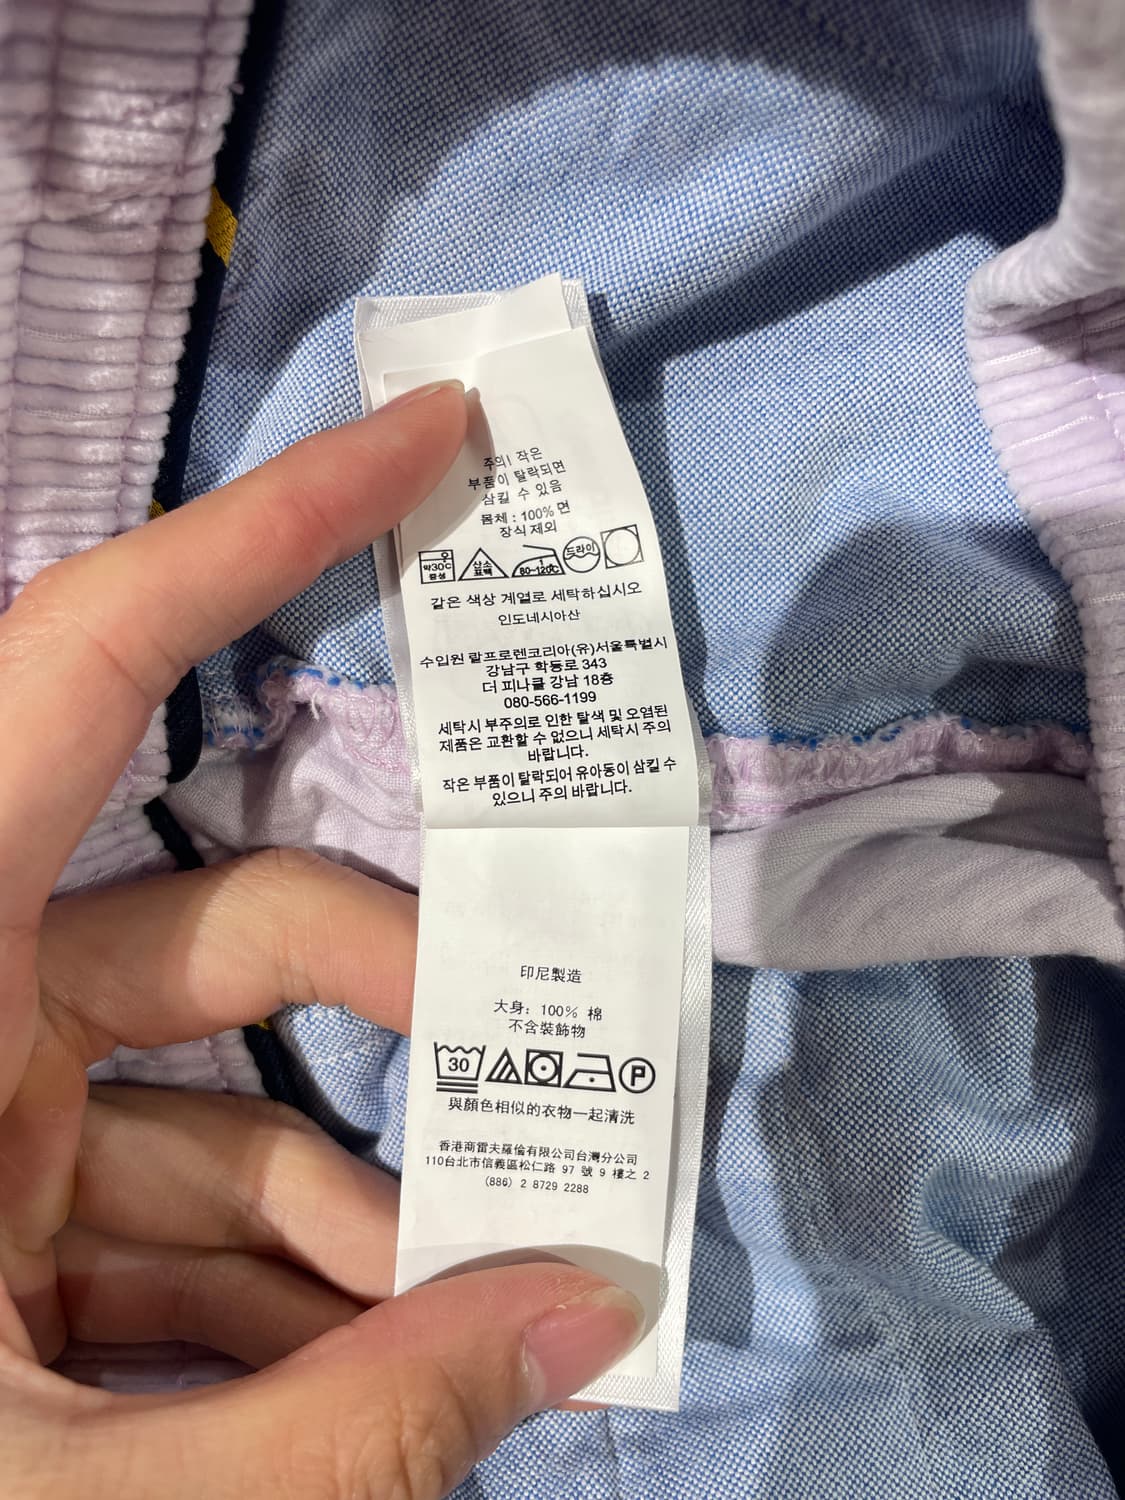 주의! 작은
부품이 탈락되면
삼킬 수 있음
몸체 : 100% 면
장식 제외
약30℃
중성
산소
표백
80~120℃
드라이
같은 색상 계열로 세탁하십시오
인도네시아산
수입원 랄프로렌코리아(유)서울특별시
강남구 학동로 343
더 피나클 강남 18층
080-566-1199
세탁시 부주의로 인한 탈색 및 오염된
제품은 교환할 수 없으니 세탁시 주의
바랍니다.
작은 부품이 탈락되어 유아동이 삼킬 수
있으니 주의 바랍니다.
印尼製造
大身: 100% 棉
不含裝飾物
30
P
與顏色相似的衣物一起清洗
香港商雷夫羅倫有限公司台灣分公司
110台北市信義區松仁路 97 號 9 樓之 2
(886) 2 8729 2288